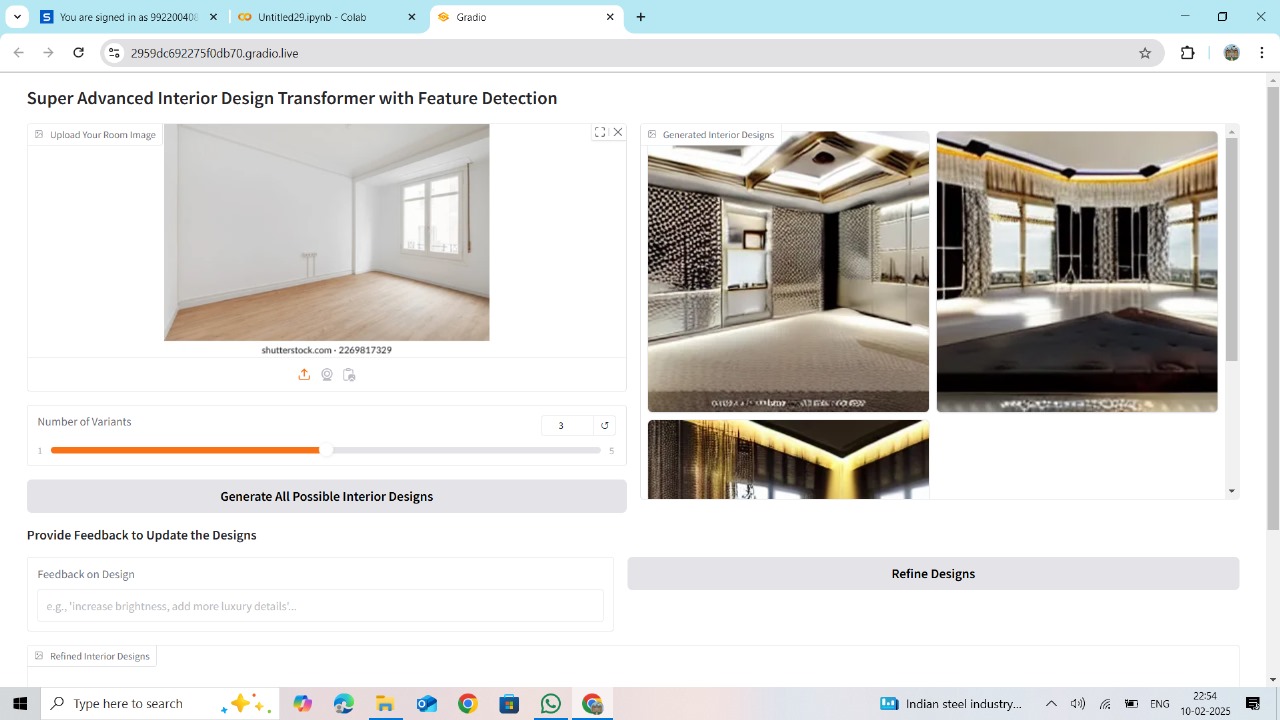 You are signed in as 99220040
Untitled29.ipynb - Colab
Gradio
2959dc692275f0db70.gradio.live
Super Advanced Interior Design Transformer with Feature Detection
Upload Your Room Image
shutterstock.com · 2269817329
Generated Interior Designs
Number of Variants
3
1
5
Generate All Possible Interior Designs
Provide Feedback to Update the Designs
Feedback on Design
e.g., 'increase brightness, add more luxury details'...
Refine Designs
Refined Interior Designs
Type here to search
Indian steel industry...
ENG
22:54
10-02-2025